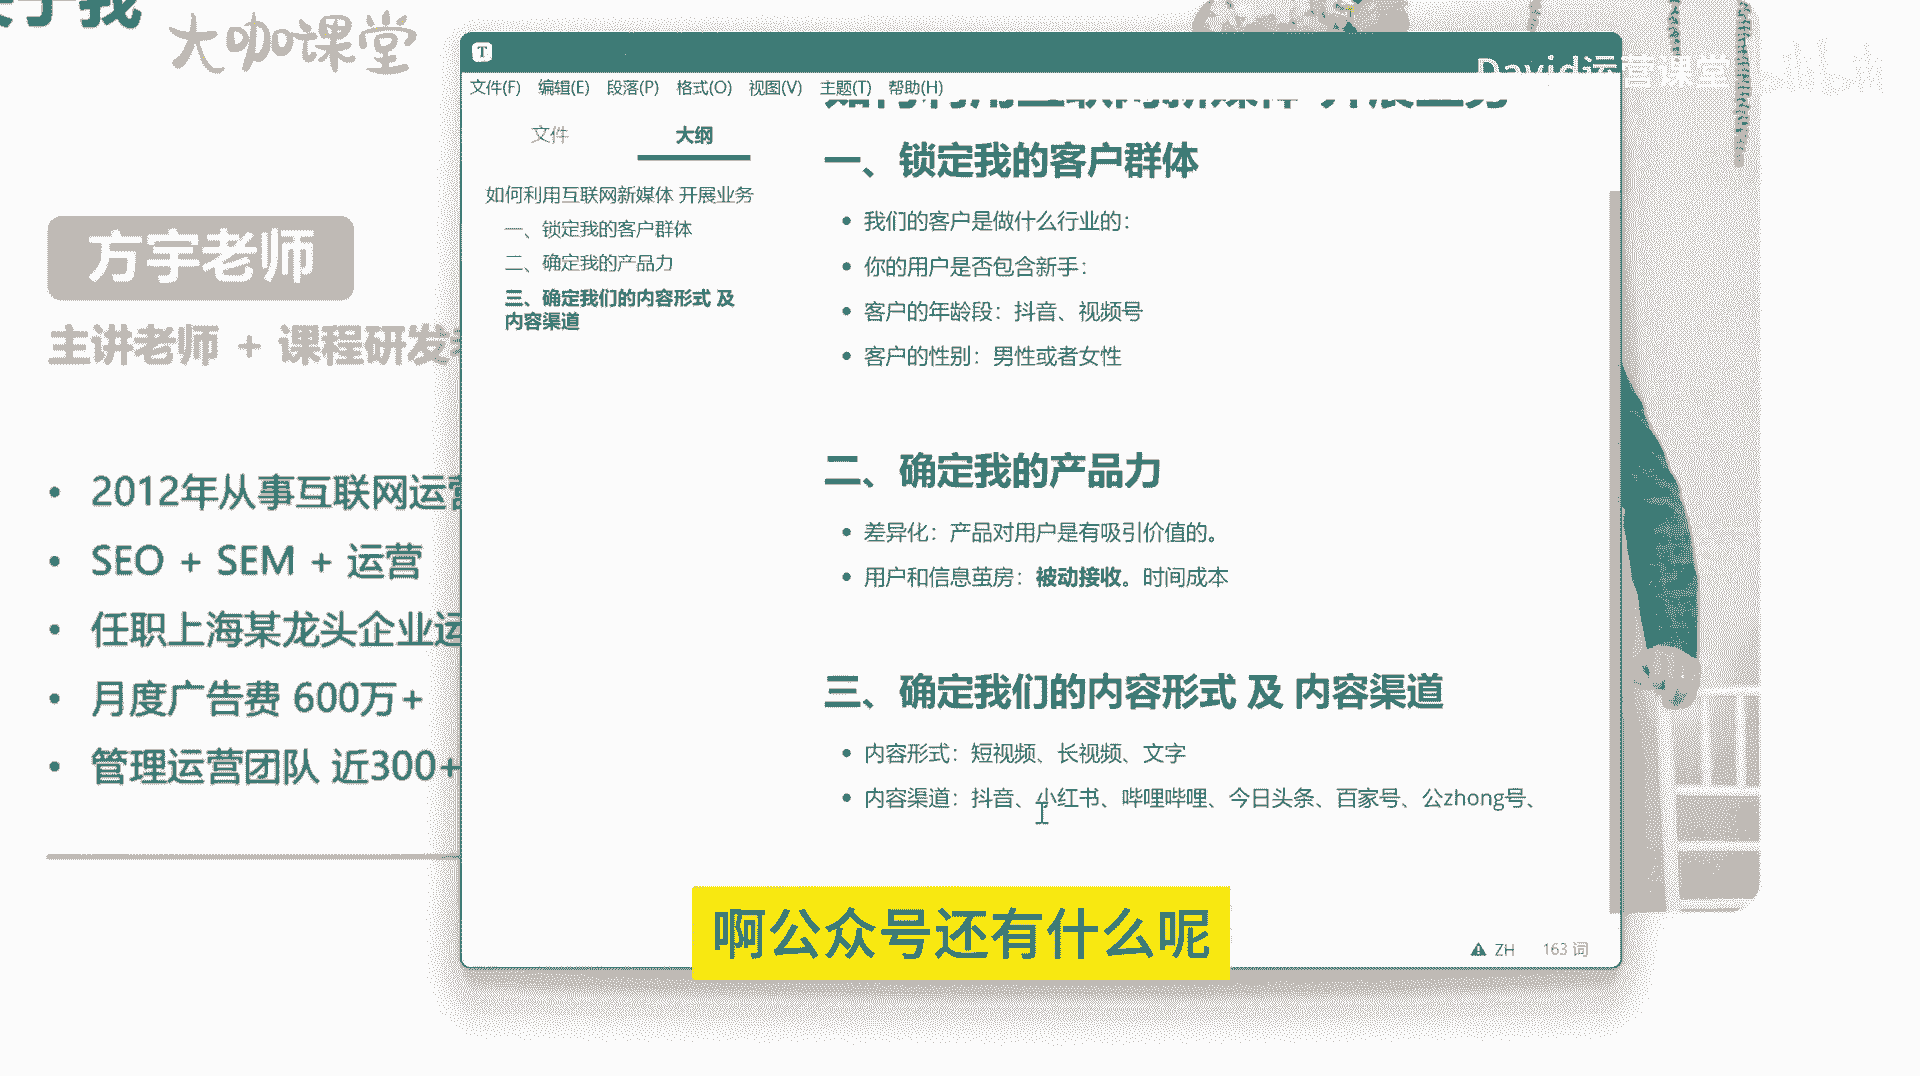 大咖课堂
David运营课堂
方宇老师
主讲老师 + 课程研发
2012年从事互联网运营
SEO + SEM + 运营
任职上海某龙头企业运
月度广告费 600万+
管理运营团队 近300+
T
文件(F) 编辑(E) 段落(P) 格式(O) 视图(V) 主题(T) 帮助(H)
文件 大纲
如何利用互联网新媒体 开展业务
一、锁定我的客户群体
二、确定我的产品力
三、确定我们的内容形式 及
内容渠道
如何利用互联网新媒体 开展业务
一、锁定我的客户群体
我们的客户是做什么行业的：
你的用户是否包含新手：
客户的年龄段：抖音、视频号
客户的性别：男性或者女性
二、确定我的产品力
差异化：产品对用户是有吸引价值的。
用户和信息茧房：被动接收。时间成本
三、确定我们的内容形式 及 内容渠道
内容形式：短视频、长视频、文字
内容渠道：抖音、小红书、哔哩哔哩、今日头条、百家号、公zhong号、
ZH 163 词
啊公众号还有什么呢